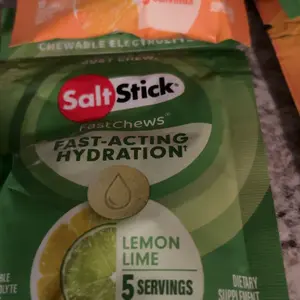 CHEWABLE ELECTROLYTE
JUST CHEW
SaltStick®
FastChews®
FAST-ACTING
HYDRATION†
LEMON
LIME
5 SERVINGS
DIETARY
SUPPLEMENT